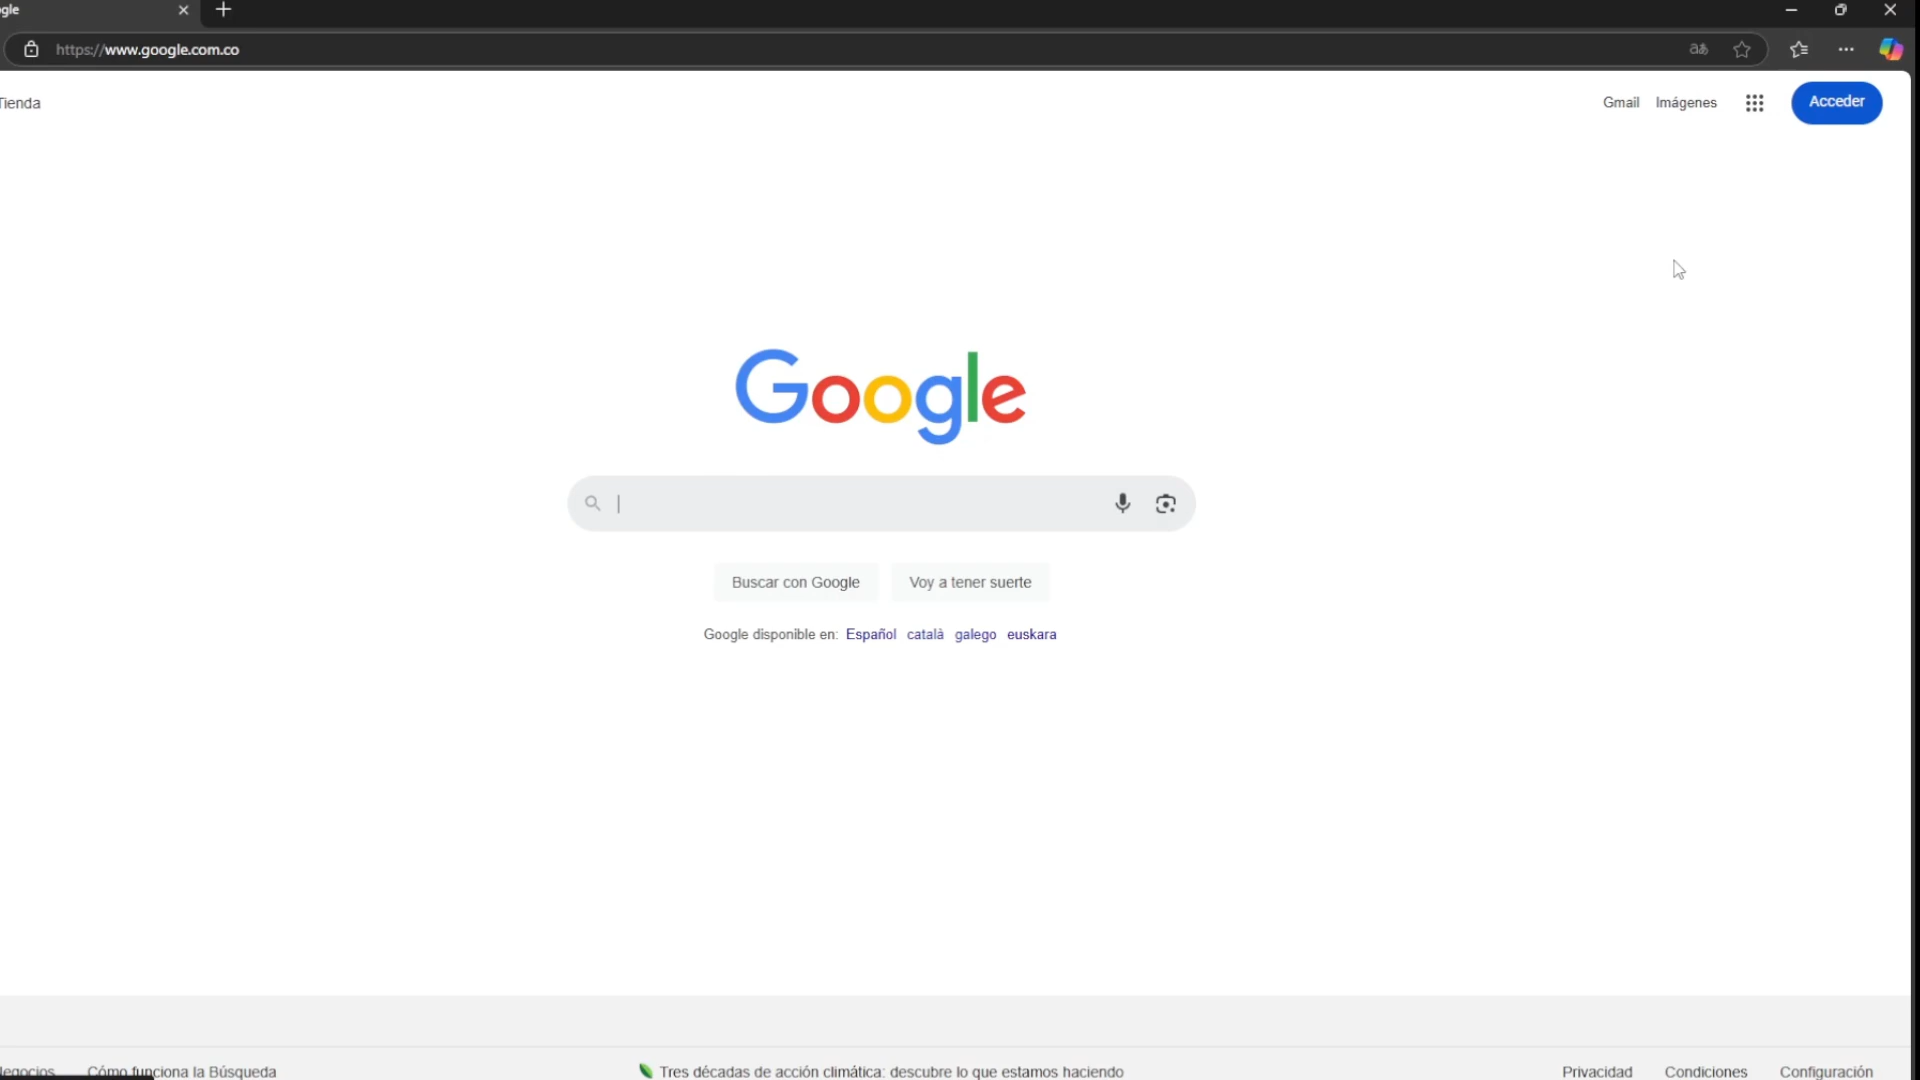 gle
https://www.google.com.co
Tienda
Gmail Imágenes Acceder
Google
Buscar con Google Voy a tener suerte
Google disponible en: Español català galego euskara
Negocios Cómo funciona la Búsqueda Tres décadas de acción climática: descubre lo que estamos haciendo Privacidad Condiciones Configuración